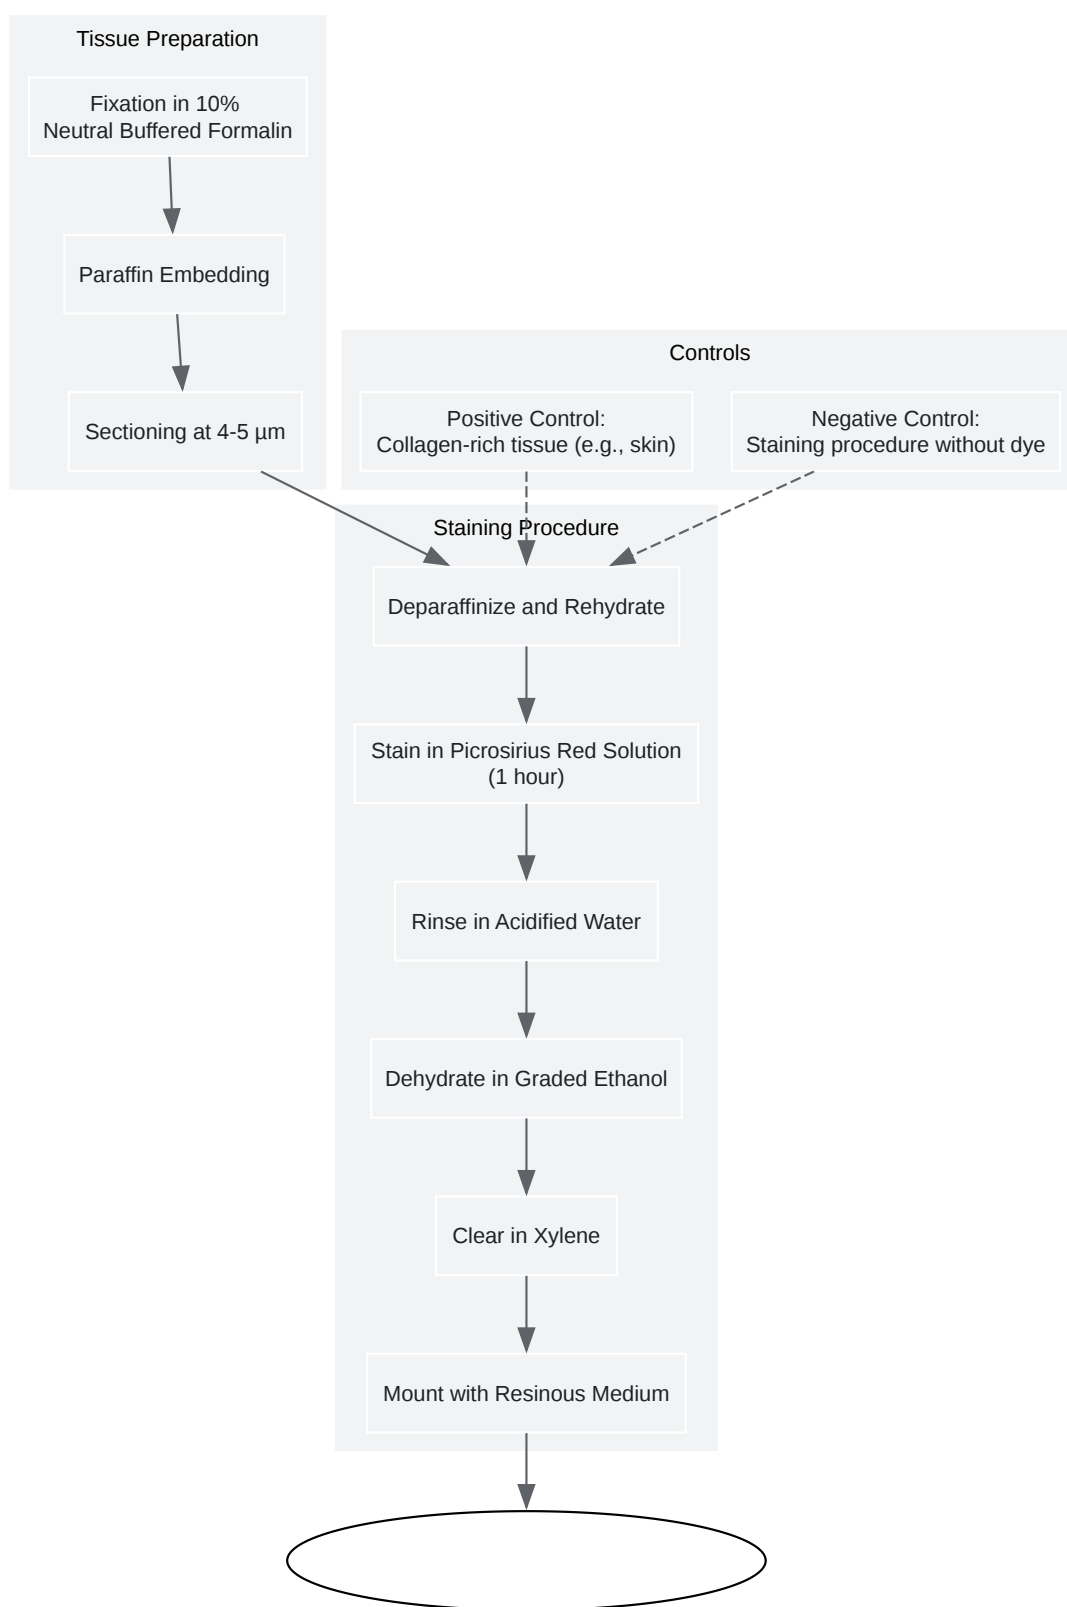 Tissue Preparation
Fixation in 10%
Neutral Buffered Formalin
Paraffin Embedding
Sectioning at 4-5 µm
Controls
Positive Control:
Collagen-rich tissue (e.g., skin)
Negative Control:
Staining procedure without dye
Staining Procedure
Deparaffinize and Rehydrate
Stain in Picrosirius Red Solution
(1 hour)
Rinse in Acidified Water
Dehydrate in Graded Ethanol
Clear in Xylene
Mount with Resinous Medium